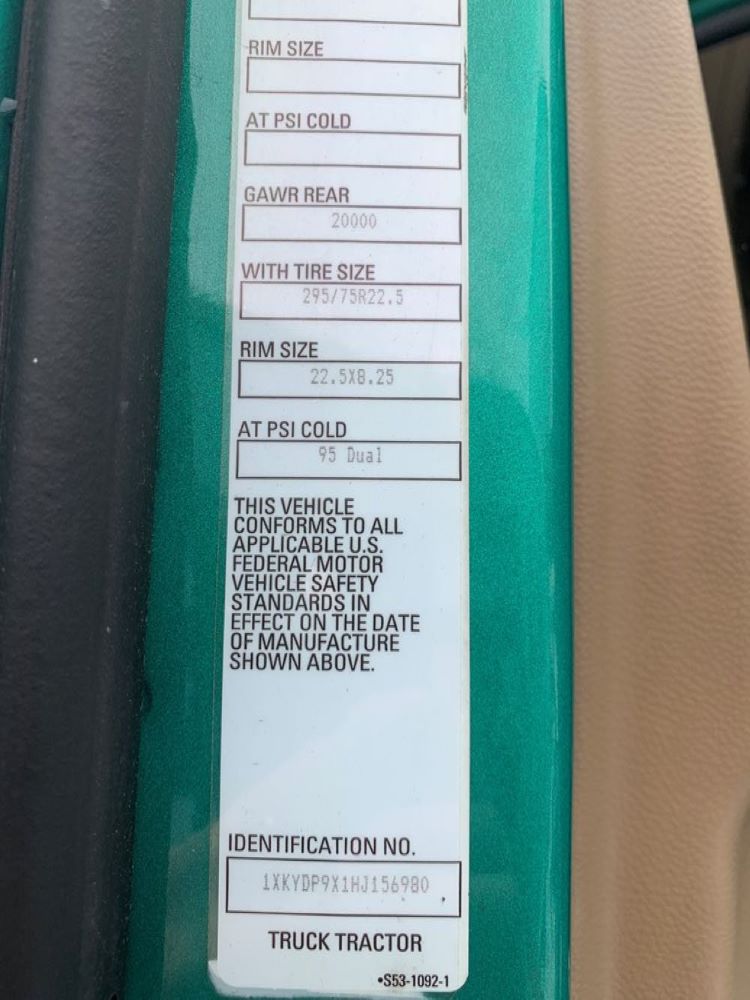 RIM SIZE
AT PSI COLD
GAWR REAR
20000
WITH TIRE SIZE
295/75R22.5
RIM SIZE
22.5X8.25
AT PSI COLD
95 Dual
THIS VEHICLE
CONFORMS TO ALL
APPLICABLE U.S.
FEDERAL MOTOR
VEHICLE SAFETY
STANDARDS IN
EFFECT ON THE DATE
OF MANUFACTURE
SHOWN ABOVE.
IDENTIFICATION NO.
1XKYDP9X1HJ156980
TRUCK TRACTOR
•S53-1092-1